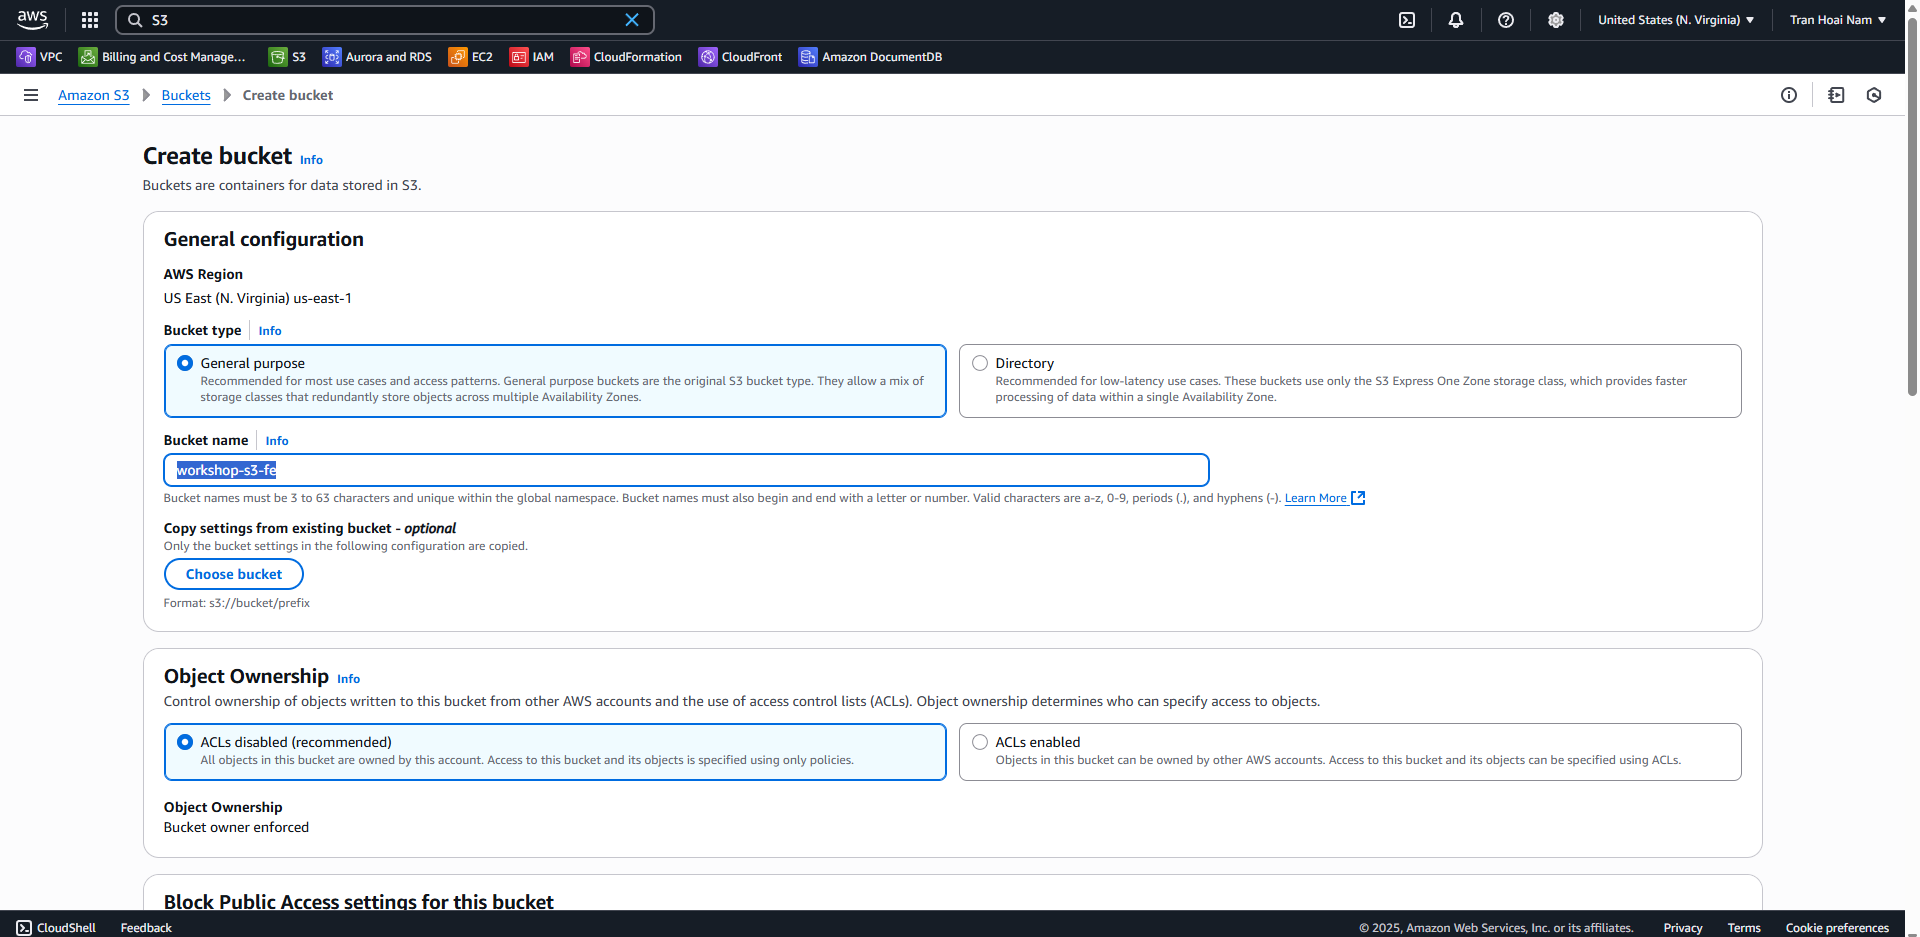 aws
S3
United States (N. Virginia)
Tran Hoai Nam
VPC
Billing and Cost Manage...
S3
Aurora and RDS
EC2
IAM
CloudFormation
CloudFront
Amazon DocumentDB
Amazon S3
Buckets
Create bucket
Create bucket Info
Buckets are containers for data stored in S3.
General configuration
AWS Region
US East (N. Virginia) us-east-1
Bucket type Info
General purpose
Recommended for most use cases and access patterns. General purpose buckets are the original S3 bucket type. They allow a mix of
storage classes that redundantly store objects across multiple Availability Zones.
Directory
Recommended for low-latency use cases. These buckets use only the S3 Express One Zone storage class, which provides faster
processing of data within a single Availability Zone.
Bucket name Info
workshop-s3-fe
Bucket names must be 3 to 63 characters and unique within the global namespace. Bucket names must also begin and end with a letter or number. Valid characters are a-z, 0-9, periods (.), and hyphens (-). Learn More
Copy settings from existing bucket - optional
Only the bucket settings in the following configuration are copied.
Choose bucket
Format: s3://bucket/prefix
Object Ownership Info
Control ownership of objects written to this bucket from other AWS accounts and the use of access control lists (ACLs). Object ownership determines who can specify access to objects.
ACLs disabled (recommended)
All objects in this bucket are owned by this account. Access to this bucket and its objects is specified using only policies.
ACLs enabled
Objects in this bucket can be owned by other AWS accounts. Access to this bucket and its objects can be specified using ACLs.
Object Ownership
Bucket owner enforced
Block Public Access settings for this bucket
CloudShell
Feedback
© 2025, Amazon Web Services, Inc. or its affiliates.
Privacy
Terms
Cookie preferences